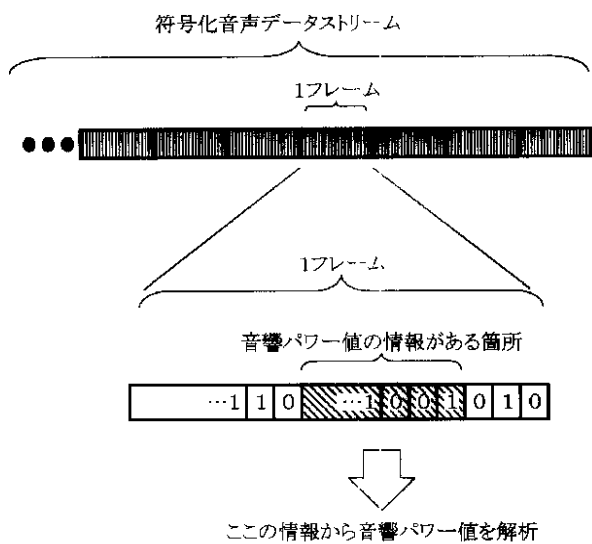 符号化音声データストリーム
1フレーム
●●●
1フレーム
音響パワー値の情報がある箇所
…1 1 0 …1 0 0 1 0 1 0
ここの情報から音響パワー値を解析